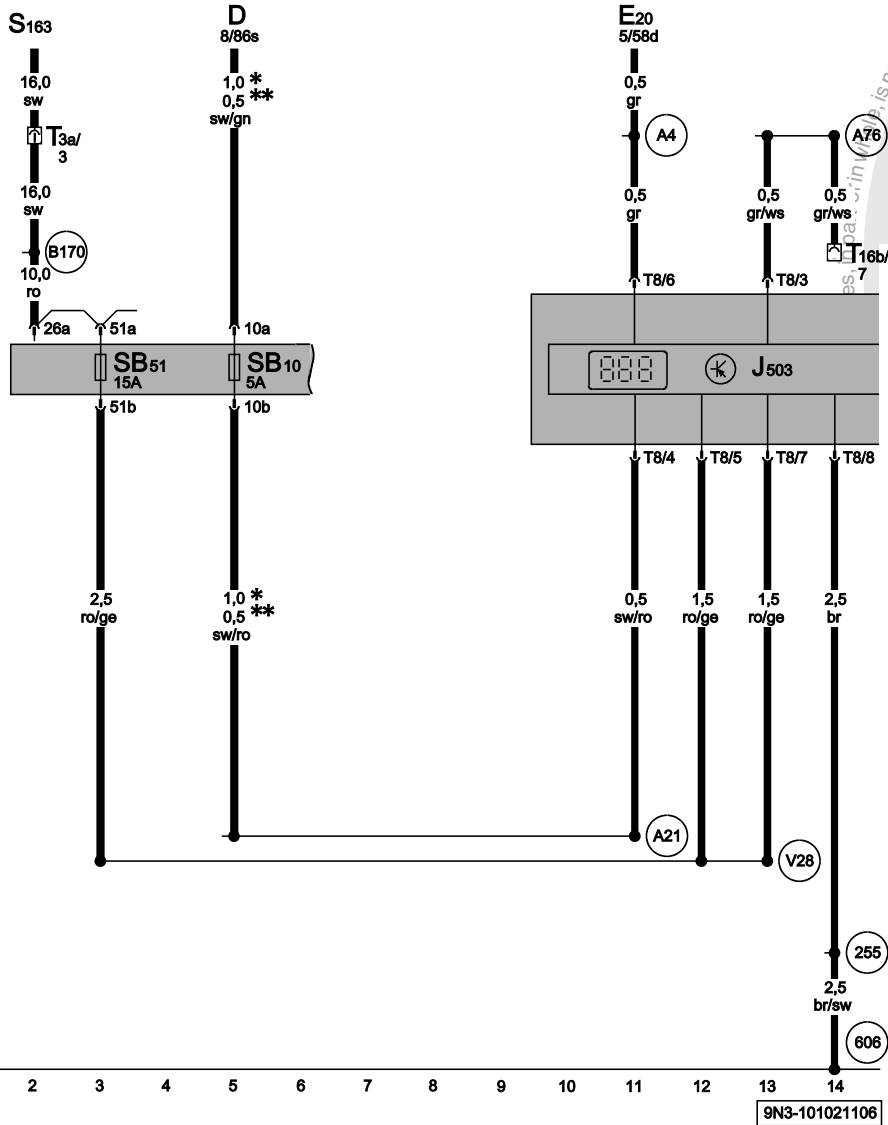 S163
D
8/86s
E20
5/58d
16,0
sw
1,0 *
0,5 **
sw/gn
0,5
gr
T3a/
3
A4
A76
16,0
sw
0,5
gr
0,5
gr/ws
0,5
gr/ws
B170
T16b/
7
10,0
ro
T8/6
T8/3
26a
51a
10a
SB51
15A
SB10
5A
J503
51b
10b
T8/4
T8/5
T8/7
T8/8
2,5
ro/ge
1,0 *
0,5 **
sw/ro
0,5
sw/ro
1,5
ro/ge
1,5
ro/ge
2,5
br
A21
V28
255
2,5
br/sw
606
2 3 4 5 6 7 8 9 10 11 12 13 14
9N3-101021106
in whole, is